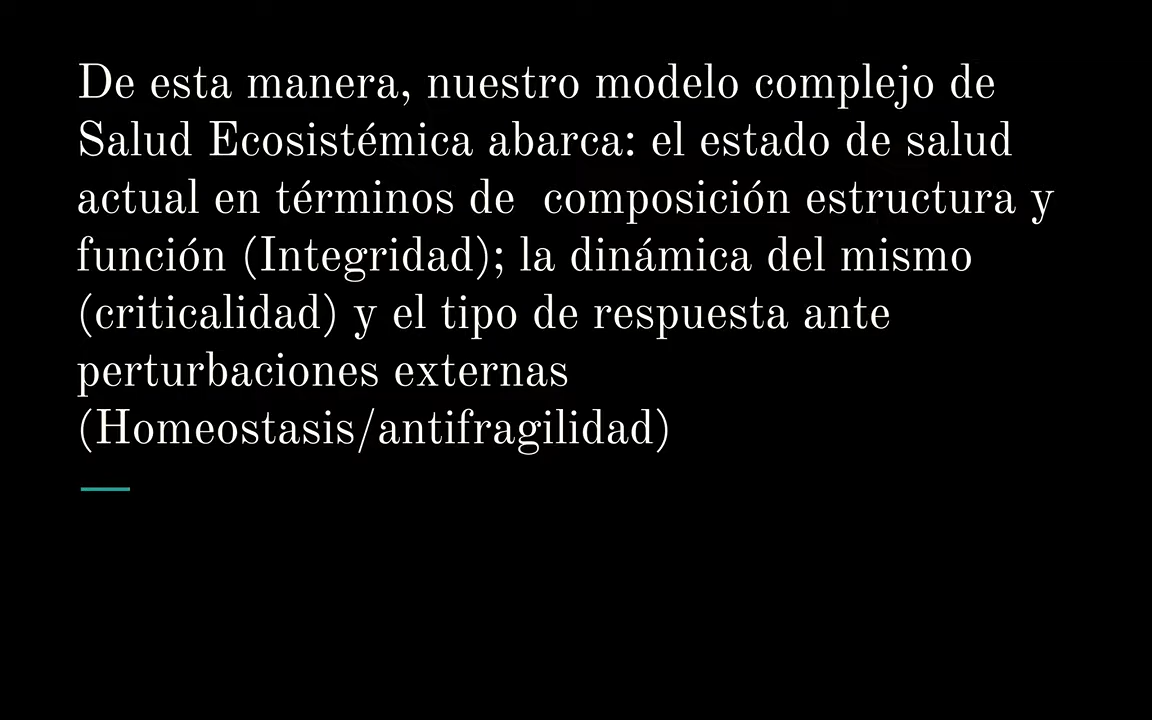 De esta manera, nuestro modelo complejo de
Salud Ecosistémica abarca: el estado de salud
actual en términos de  composición estructura y
función (Integridad); la dinámica del mismo
(criticalidad) y el tipo de respuesta ante
perturbaciones externas
(Homeostasis/antifragilidad)